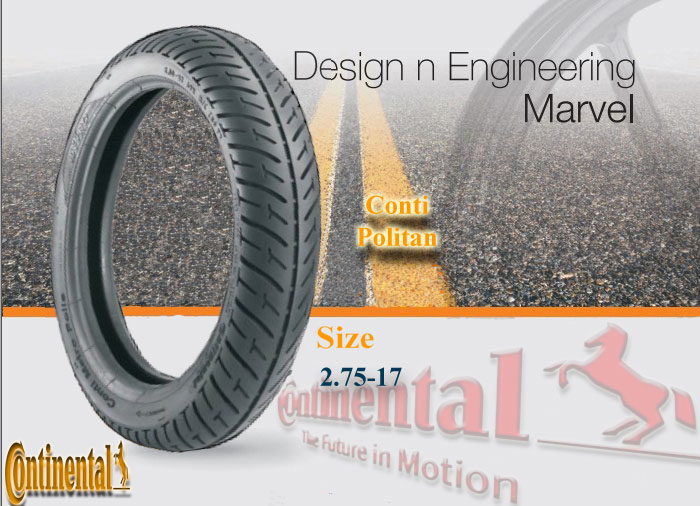 Design n Engineering
Marvel
Conti
Politan
Size
2.75-17
Continental
The Future in Motion
Continental